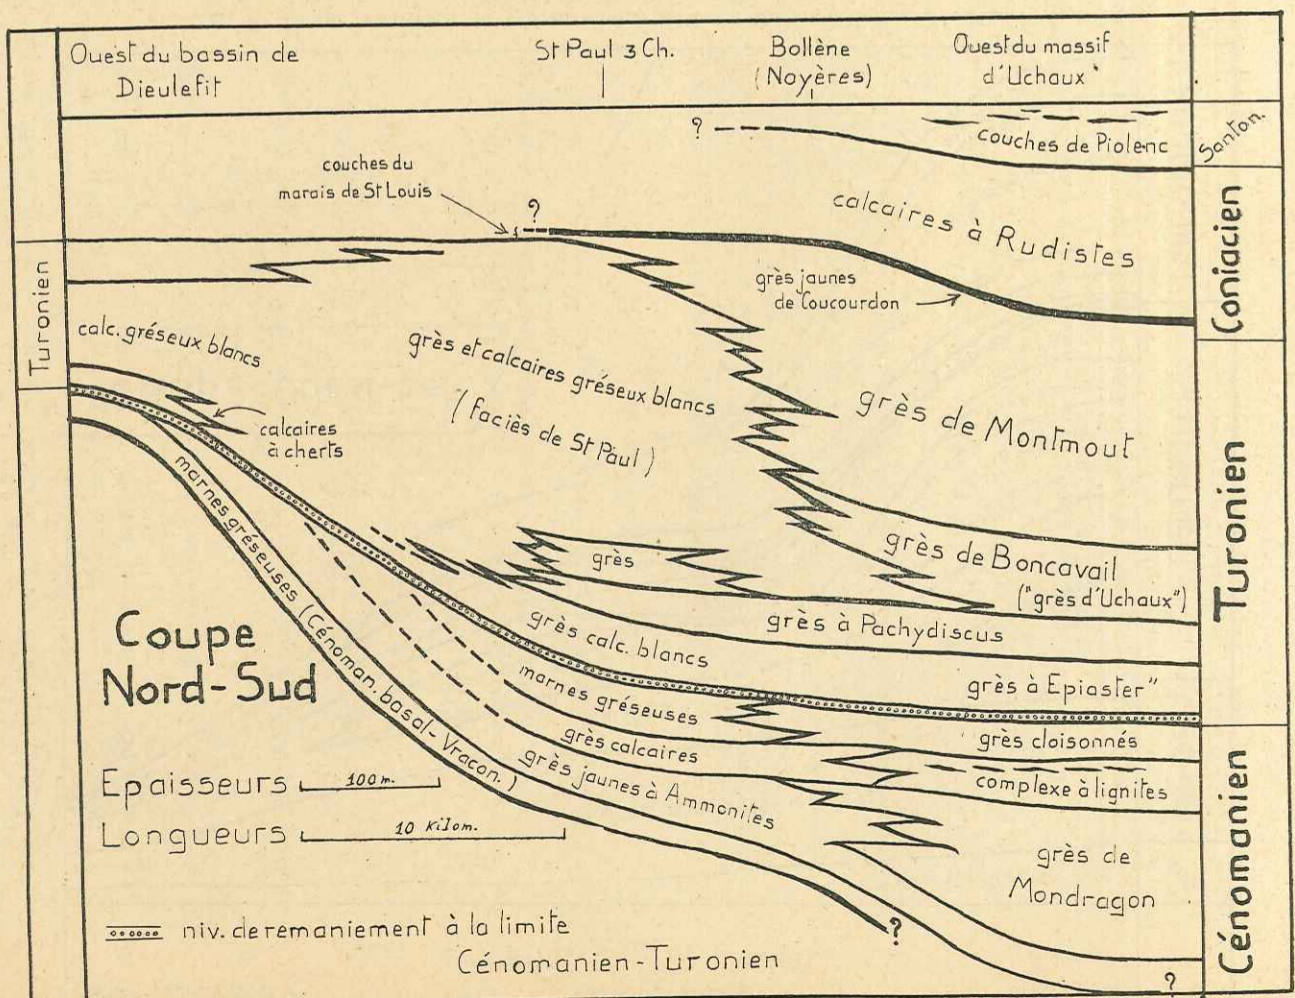 Ouest du bassin de
Dieulefit
St Paul 3 Ch.
Bollène
(Noyères)
Ouest du massif
d'Uchaux
?
couches de Piolenc
Santon.
couches du
marais de St Louis
?
calcaires à Rudistes
Coniacien
grès jaunes
de Coucourdon
Turonien
calc. gréseux blancs
grès et calcaires gréseux blancs
(faciès de St Paul)
grès de Montmout
calcaires
à cherts
Turonien
marnes gréseuses (Cénoman. basal - Vracon.)
grès
grès de Boncavail
("grès d'Uchaux")
grès à Pachydiscus
grès calc. blancs
grès à Epiaster"
Coupe
Nord-Sud
marnes gréseuses
grès cloisonnés
grès calcaires
complexe à lignites
grès jaunes à Ammonites
Epaisseurs 100 m.
Longueurs 10 Kilom.
grès de
Mondragon
Cénomanien
?
?
niv. de remaniement à la limite
Cénomanien - Turonien